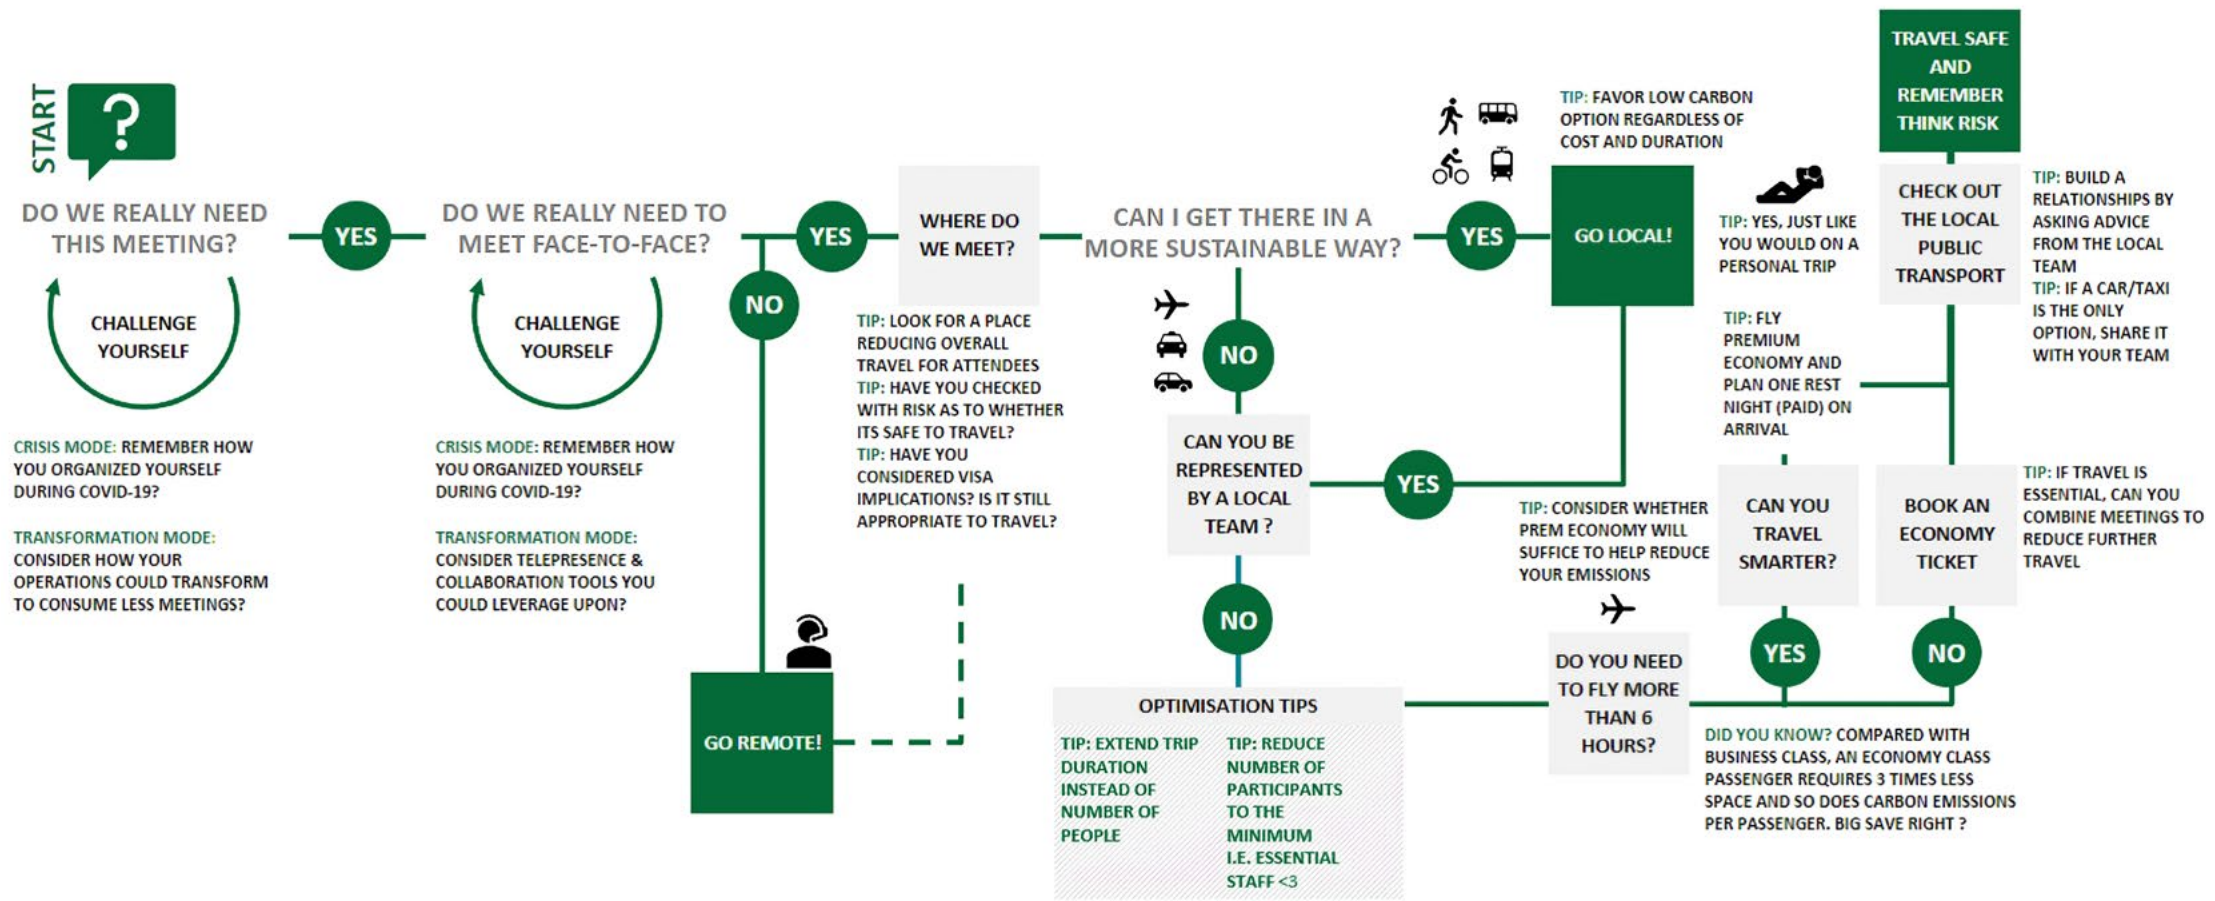 START
?
DO WE REALLY NEED
THIS MEETING?
CHALLENGE
YOURSELF
CRISIS MODE: REMEMBER HOW
YOU ORGANIZED YOURSELF
DURING COVID-19?
TRANSFORMATION MODE:
CONSIDER HOW YOUR
OPERATIONS COULD TRANSFORM
TO CONSUME LESS MEETINGS?
YES
DO WE REALLY NEED TO
MEET FACE-TO-FACE?
CHALLENGE
YOURSELF
CRISIS MODE: REMEMBER HOW
YOU ORGANIZED YOURSELF
DURING COVID-19?
TRANSFORMATION MODE:
CONSIDER TELEPRESENCE &
COLLABORATION TOOLS YOU
COULD LEVERAGE UPON?
NO
GO REMOTE!
YES
WHERE DO
WE MEET?
TIP: LOOK FOR A PLACE
REDUCING OVERALL
TRAVEL FOR ATTENDEES
TIP: HAVE YOU CHECKED
WITH RISK AS TO WHETHER
ITS SAFE TO TRAVEL?
TIP: HAVE YOU
CONSIDERED VISA
IMPLICATIONS? IS IT STILL
APPROPRIATE TO TRAVEL?
CAN I GET THERE IN A
MORE SUSTAINABLE WAY?
YES
TIP: FAVOR LOW CARBON
OPTION REGARDLESS OF
COST AND DURATION
GO LOCAL!
NO
CAN YOU BE
REPRESENTED
BY A LOCAL
TEAM ?
YES
NO
OPTIMISATION TIPS
TIP: EXTEND TRIP
DURATION
INSTEAD OF
NUMBER OF
PEOPLE
TIP: REDUCE
NUMBER OF
PARTICIPANTS
TO THE
MINIMUM
I.E. ESSENTIAL
STAFF <3
TIP: CONSIDER WHETHER
PREM ECONOMY WILL
SUFFICE TO HELP REDUCE
YOUR EMISSIONS
DO YOU NEED
TO FLY MORE
THAN 6
HOURS?
YES
CAN YOU
TRAVEL
SMARTER?
TIP: FLY
PREMIUM
ECONOMY AND
PLAN ONE REST
NIGHT (PAID) ON
ARRIVAL
TIP: YES, JUST LIKE
YOU WOULD ON A
PERSONAL TRIP
NO
BOOK AN
ECONOMY
TICKET
TIP: IF TRAVEL IS
ESSENTIAL, CAN YOU
COMBINE MEETINGS TO
REDUCE FURTHER
TRAVEL
DID YOU KNOW? COMPARED WITH
BUSINESS CLASS, AN ECONOMY CLASS
PASSENGER REQUIRES 3 TIMES LESS
SPACE AND SO DOES CARBON EMISSIONS
PER PASSENGER. BIG SAVE RIGHT ?
CHECK OUT
THE LOCAL
PUBLIC
TRANSPORT
TIP: BUILD A
RELATIONSHIPS BY
ASKING ADVICE
FROM THE LOCAL
TEAM
TIP: IF A CAR/TAXI
IS THE ONLY
OPTION, SHARE IT
WITH YOUR TEAM
TRAVEL SAFE
AND
REMEMBER
THINK RISK